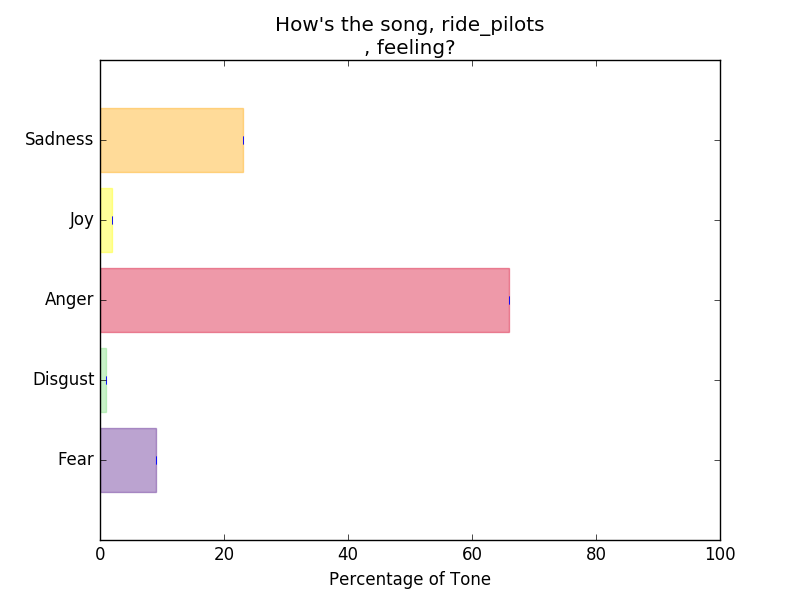 How's the song, ride_pilots
, feeling?
Sadness
Joy
Anger
Disgust
Fear
0 20 40 60 80 100
Percentage of Tone